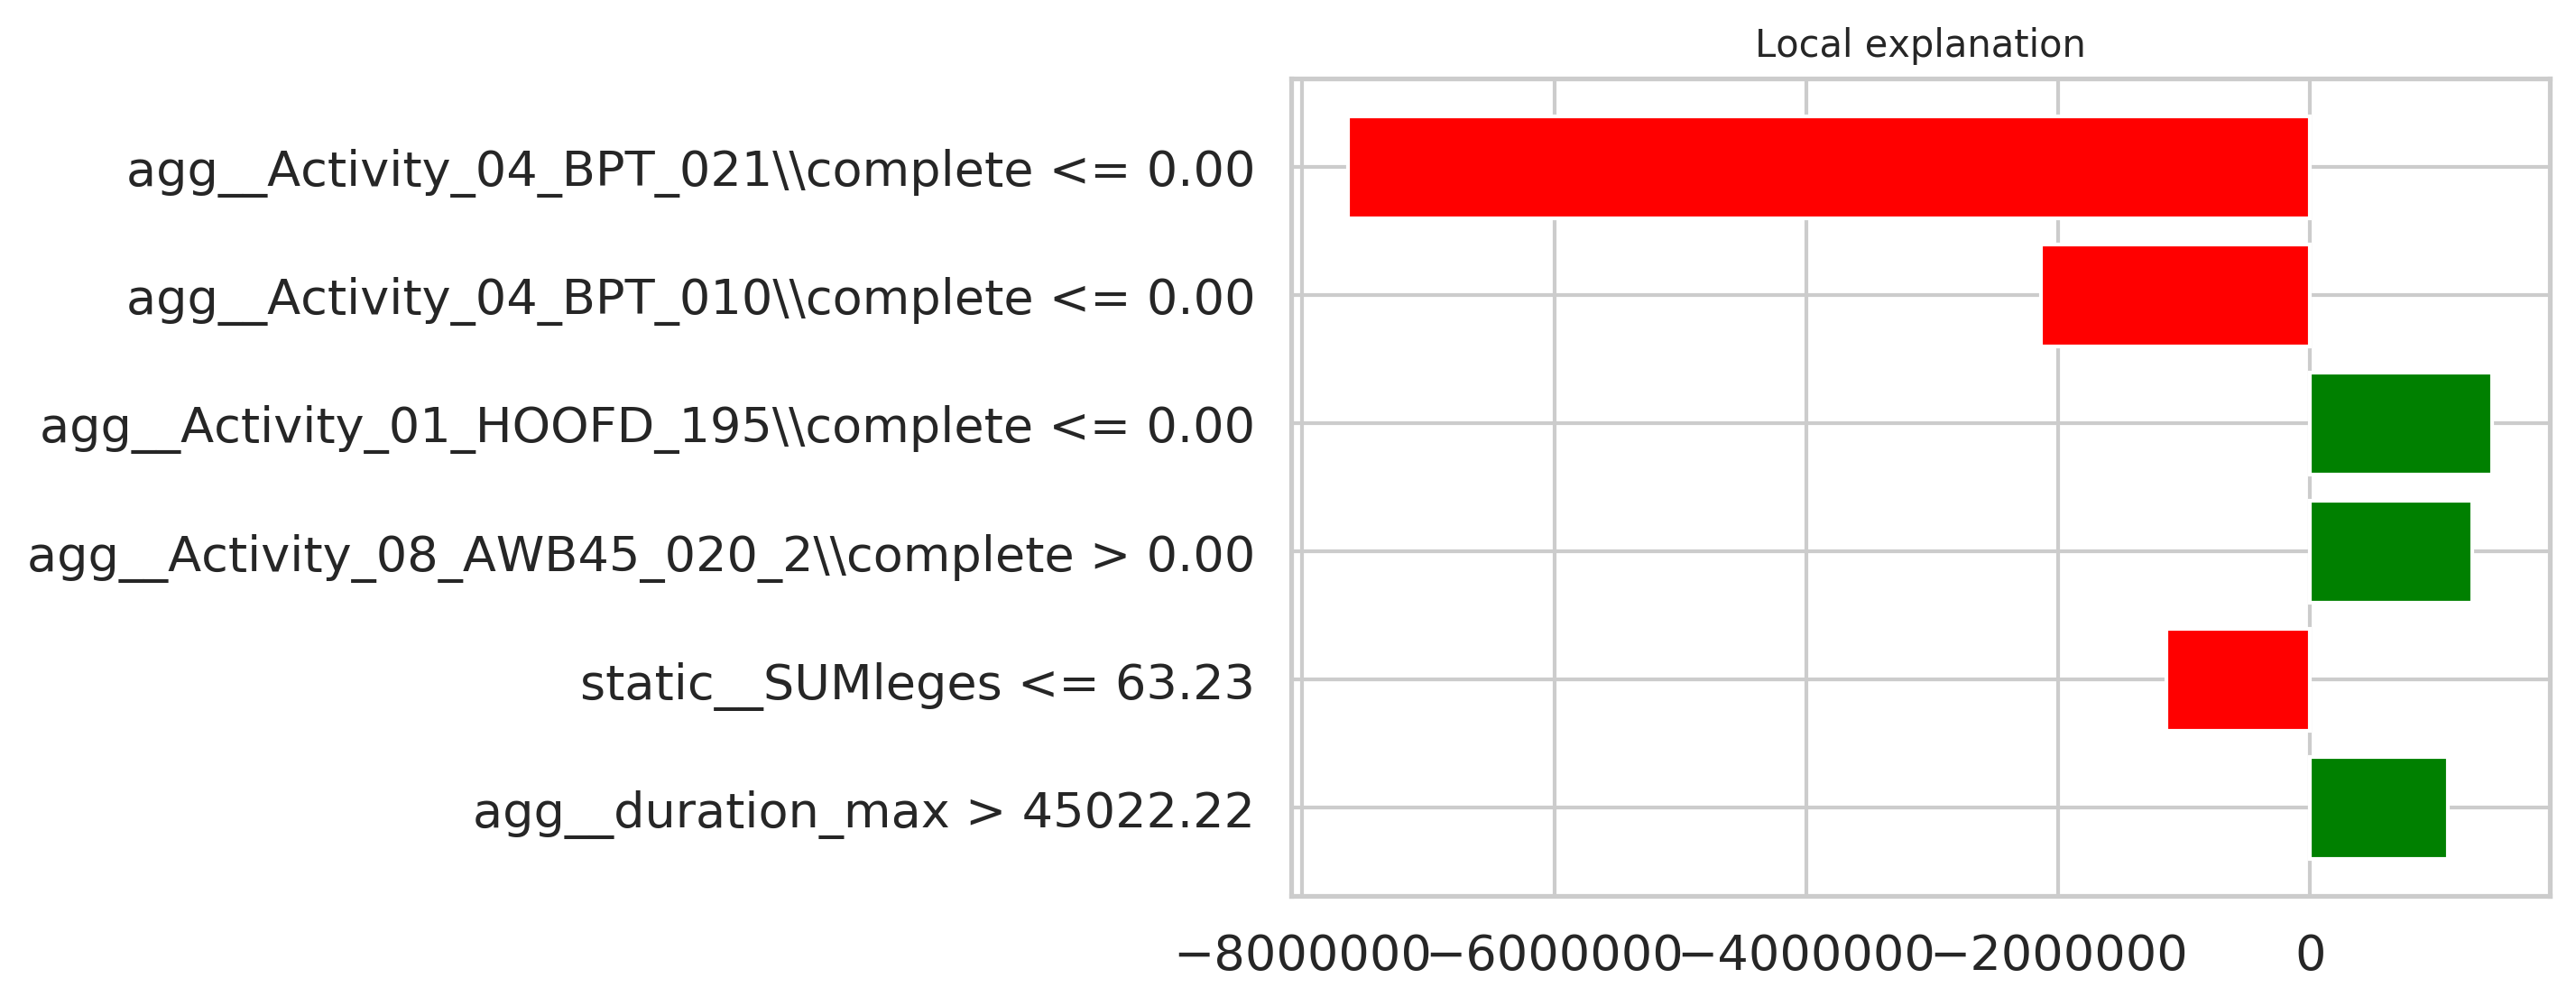 Local explanation
agg__Activity_04_BPT_021\\complete <= 0.00
agg__Activity_04_BPT_010\\complete <= 0.00
agg__Activity_01_HOOFD_195\\complete <= 0.00
agg__Activity_08_AWB45_020_2\\complete > 0.00
static__SUMleges <= 63.23
agg__duration_max > 45022.22
−8000000 −6000000 −4000000 −2000000 0